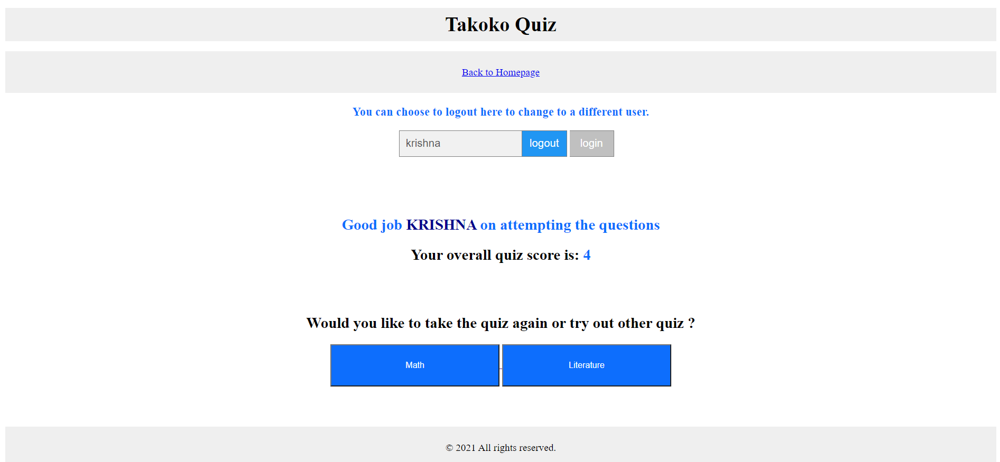 Takoko Quiz
Back to Homepage
You can choose to logout here to change to a different user.
krishna logout login
Good job KRISHNA on attempting the questions
Your overall quiz score is: 4
Would you like to take the quiz again or try out other quiz ?
Math Literature
© 2021 All rights reserved.